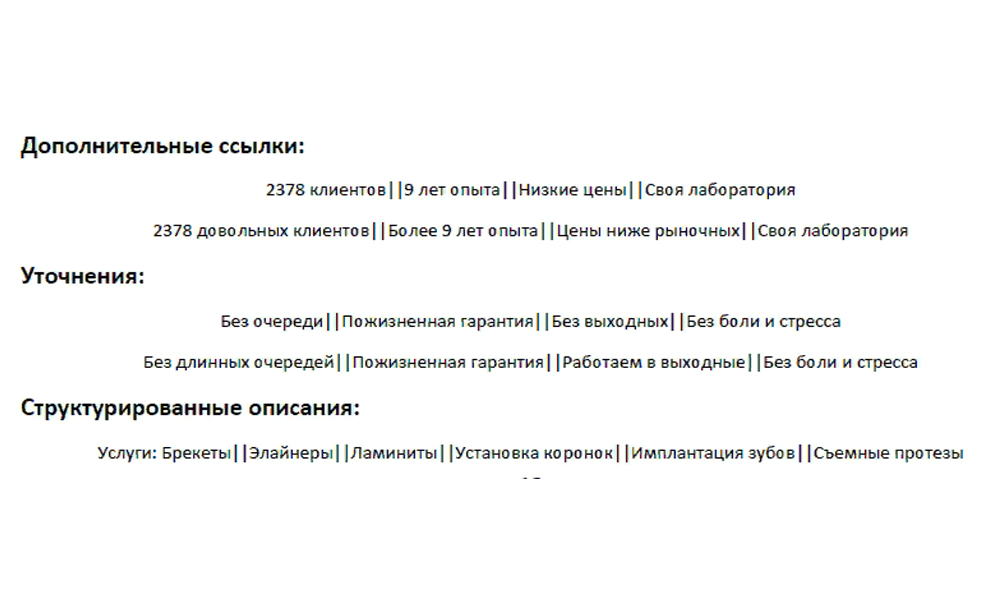 Дополнительные ссылки:
2378 клиентов||9 лет опыта||Низкие цены||Своя лаборатория
2378 довольных клиентов||Более 9 лет опыта||Цены ниже рыночных||Своя лаборатория
Уточнения:
Без очереди||Пожизненная гарантия||Без выходных||Без боли и стресса
Без длинных очередей||Пожизненная гарантия||Работаем в выходные||Без боли и стресса
Структурированные описания:
Услуги: Брекеты||Элайнеры||Ламиниты||Установка коронок||Имплантация зубов||Съемные протезы